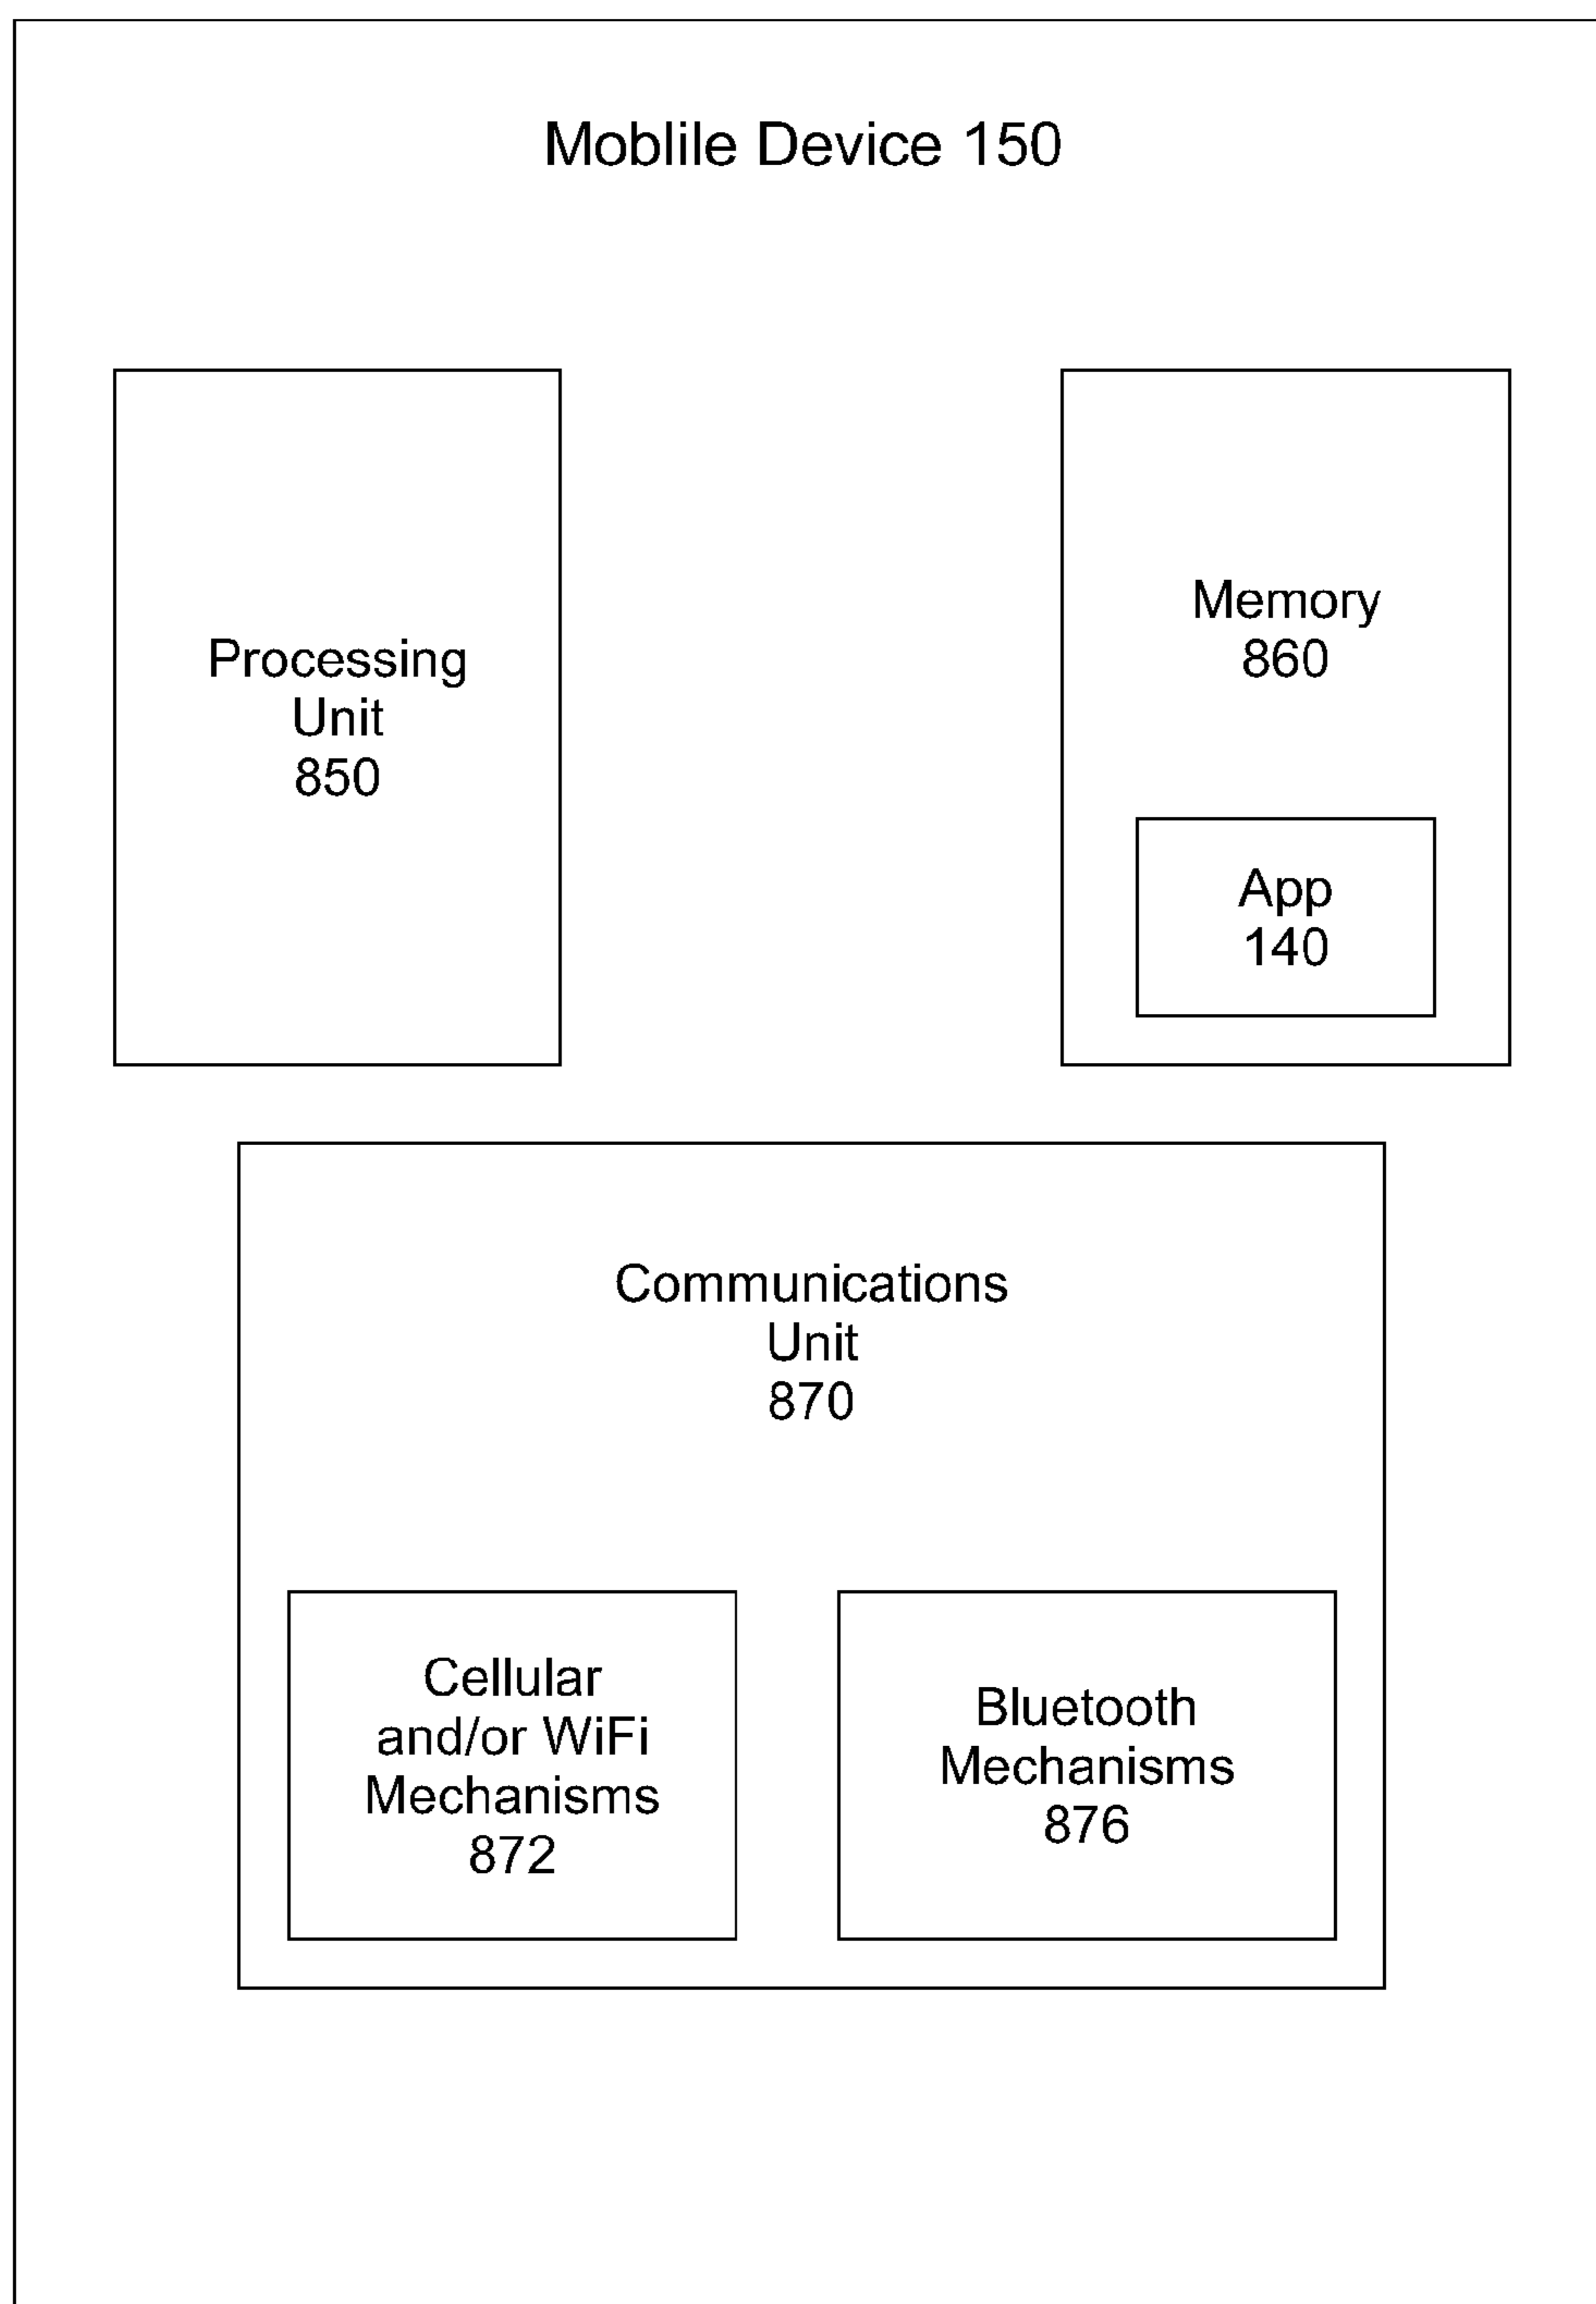 Moblile Device 150
Processing
Unit
850
Memory
860
App
140
Communications
Unit
870
Cellular
and/or WiFi
Mechanisms
872
Bluetooth
Mechanisms
876